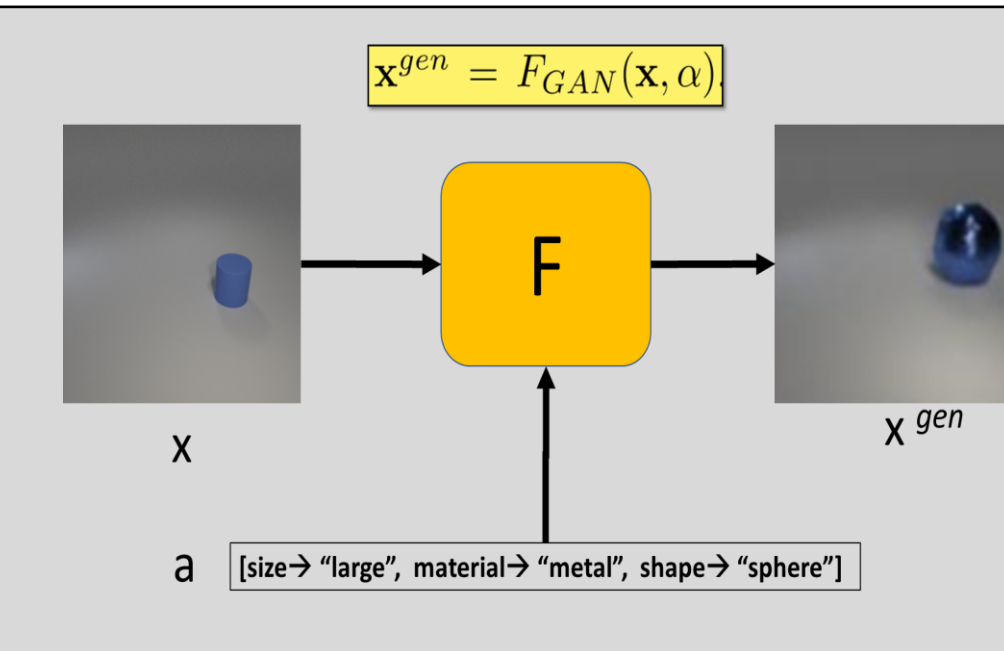 x^gen = F_GAN(x, α).
F
x
x ^gen
a
[size→ “large”, material→ “metal”, shape→ “sphere”]